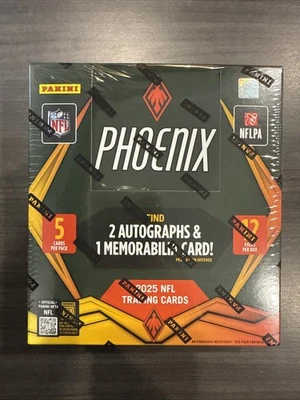 PANINI
NFL
NFLPA
PHOENIX
5
CARDS
PER PACK
12
PACKS
PER BOX
FIND
2 AUTOGRAPHS &
1 MEMORABILIA CARD!
2025 NFL
TRADING CARDS
NFL
PANINI